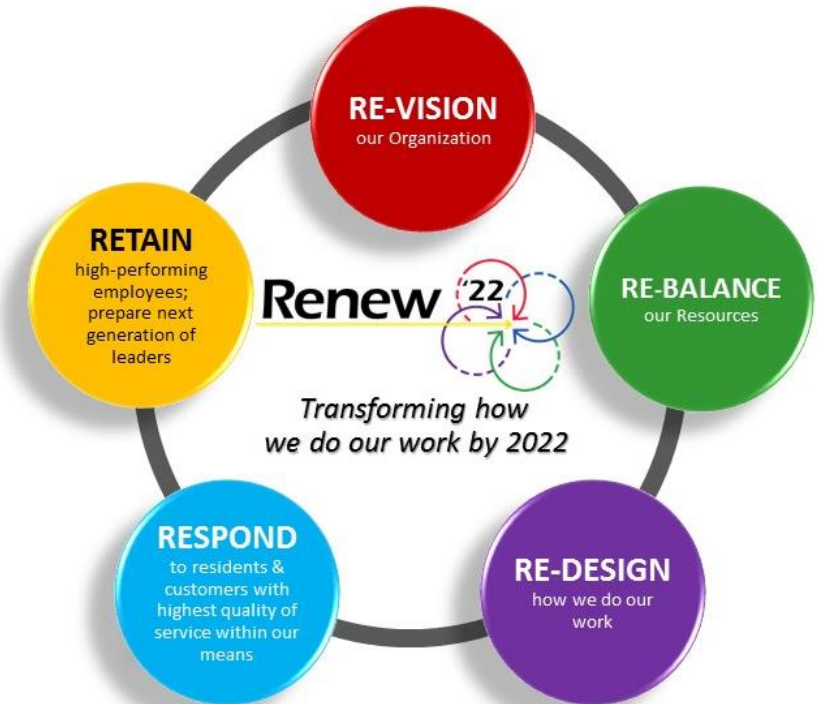 RE-VISION
our Organization
RE-BALANCE
our Resources
RE-DESIGN
how we do our
work
RESPOND
to residents &
customers with
highest quality of
service within our
means
RETAIN
high-performing
employees;
prepare next
generation of
leaders
Renew '22
Transforming how
we do our work by 2022